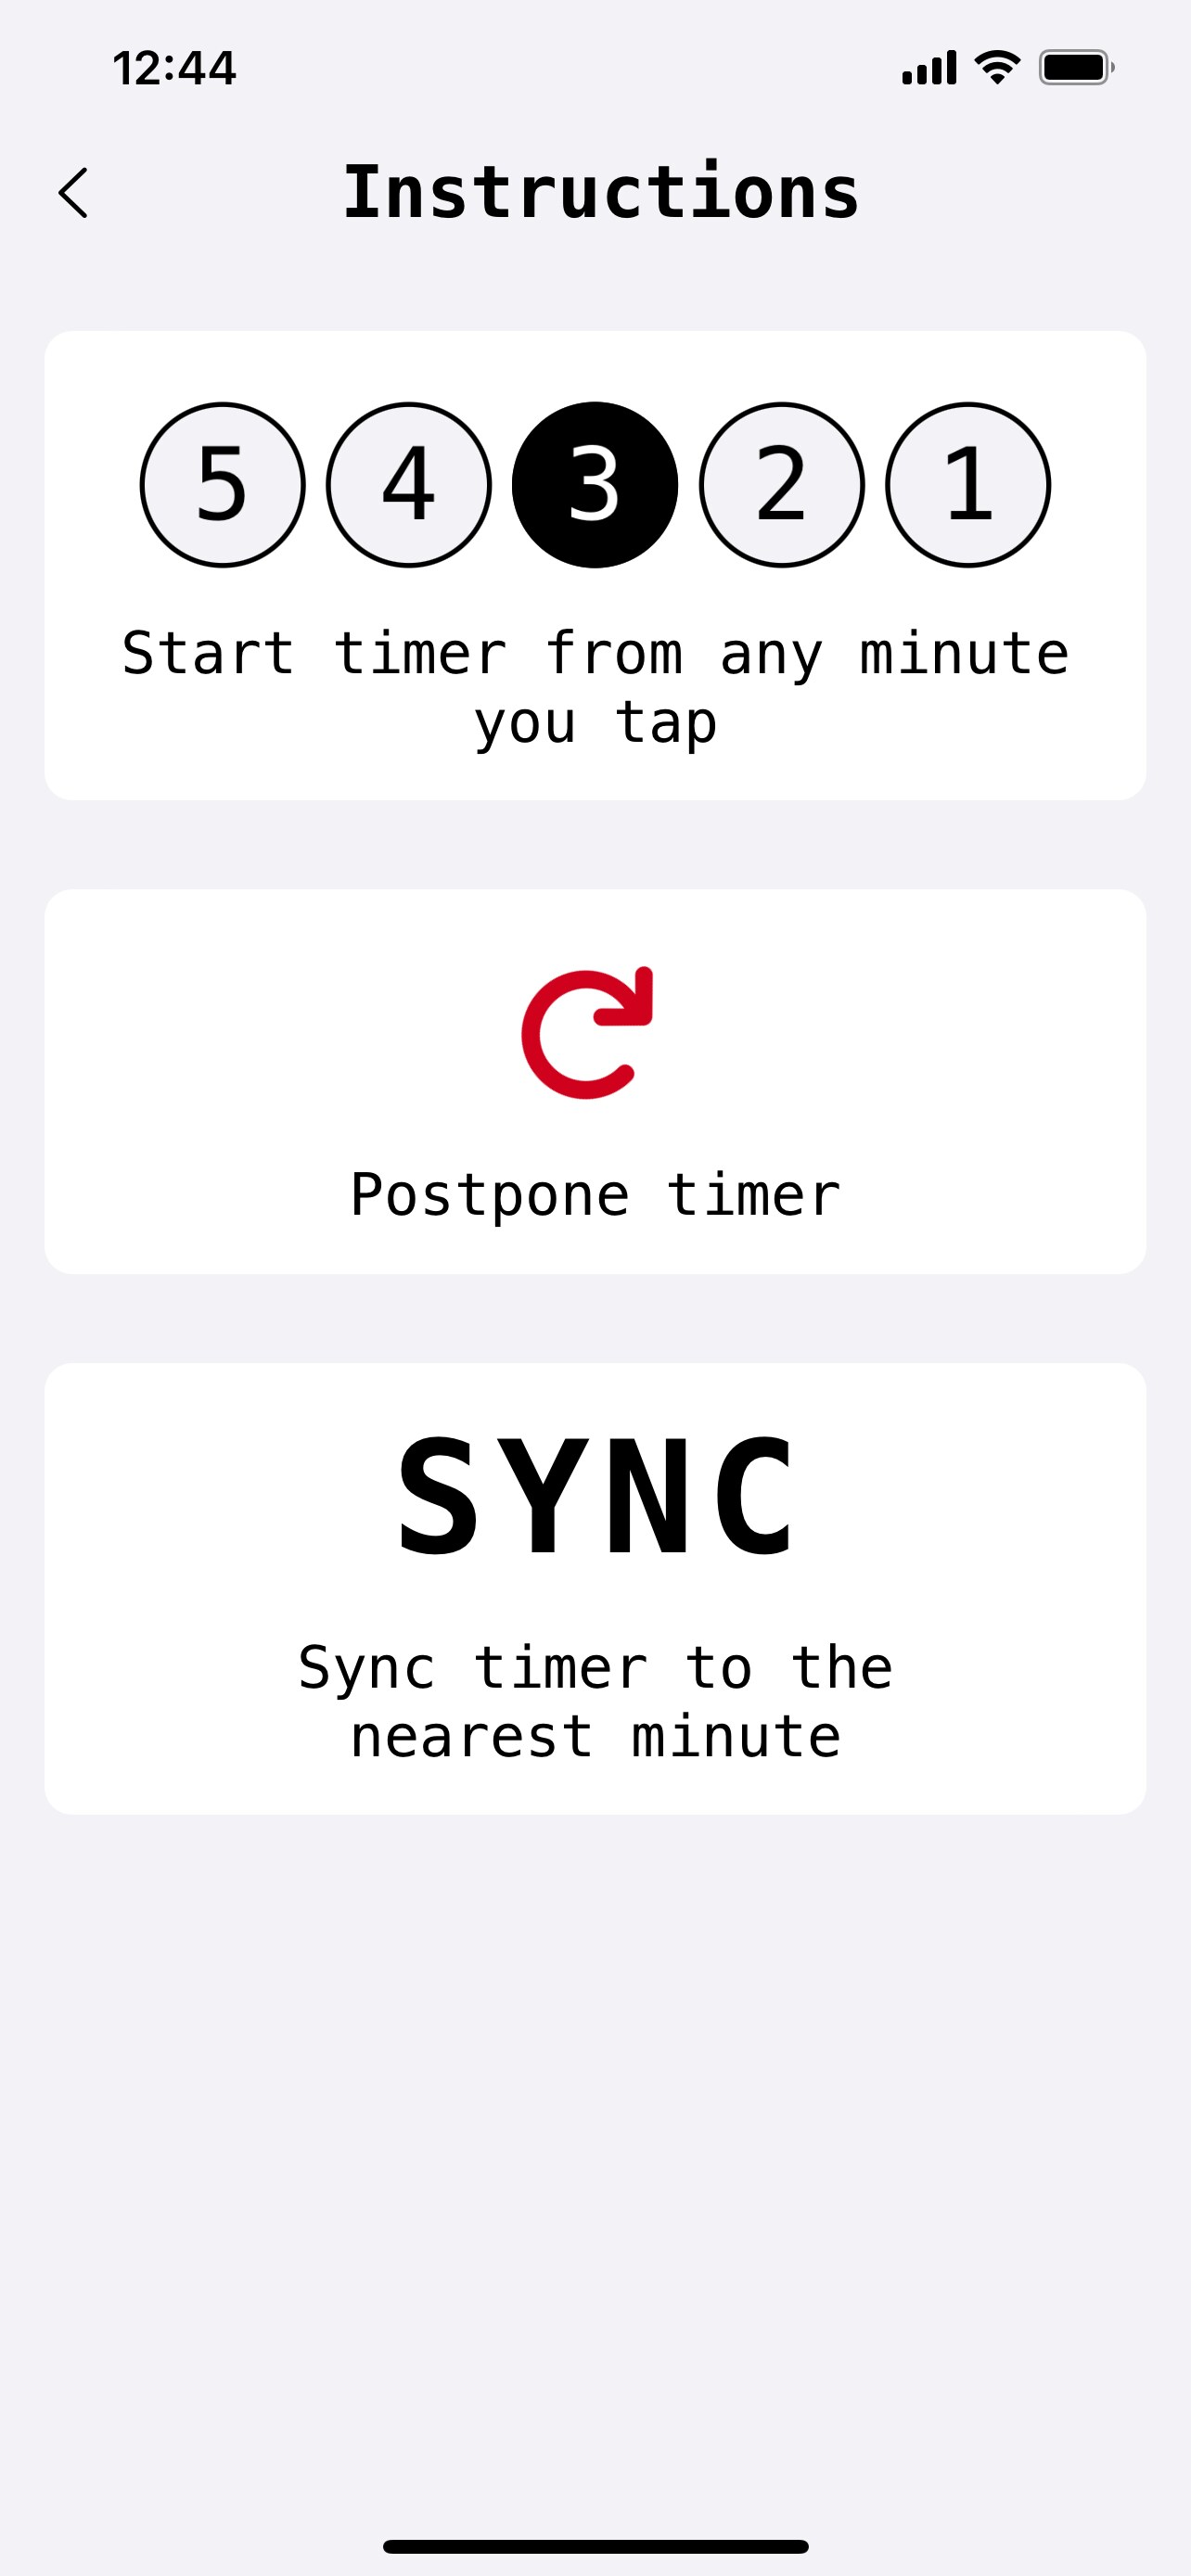 12:44
Instructions
5 4 3 2 1
Start timer from any minute
you tap
Postpone timer
SYNC
Sync timer to the
nearest minute